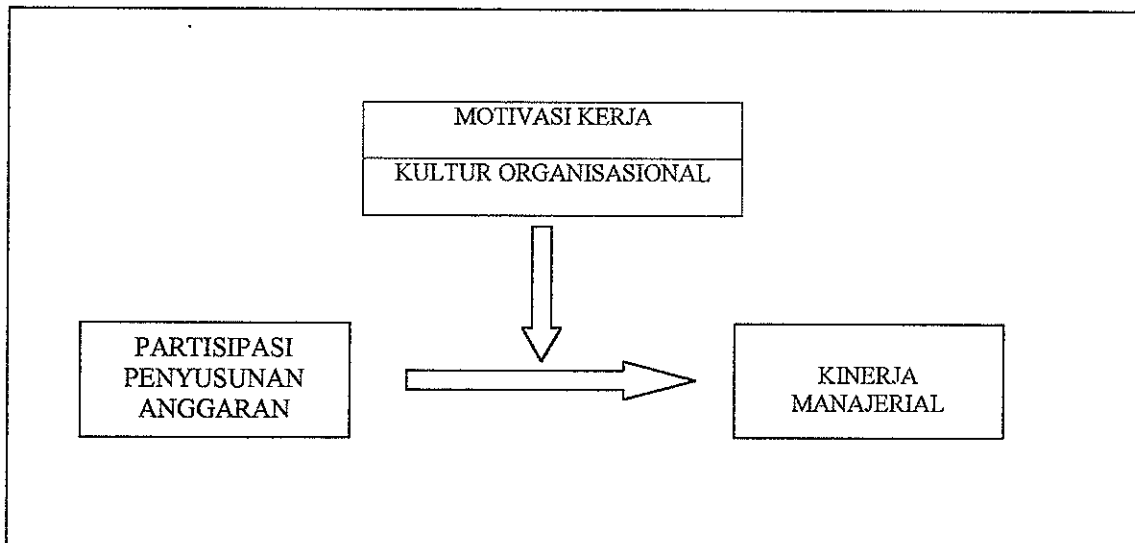 MOTIVASI KERJA
KULTUR ORGANISASIONAL
PARTISIPASI
PENYUSUNAN
ANGGARAN
KINERJA
MANAJERIAL